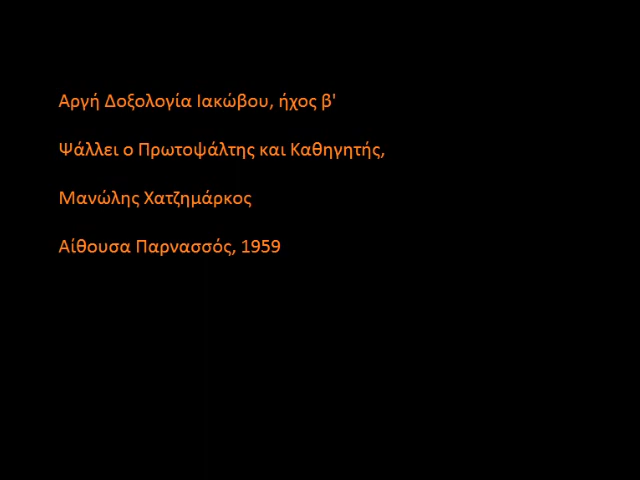 Αργή Δοξολογία Ιακώβου, ήχος β'
Ψάλλει ο Πρωτοψάλτης και Καθηγητής,
Μανώλης Χατζημάρκος
Αίθουσα Παρνασσός, 1959